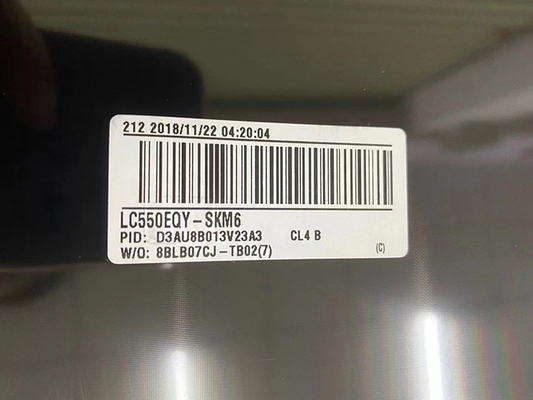 212 2018/11/22 04:20:04
LC550EQY-SKM6
PID: D3AU8B013V23A3 CL4 B
W/O: 8BLB07CJ-TB02(7) (C)